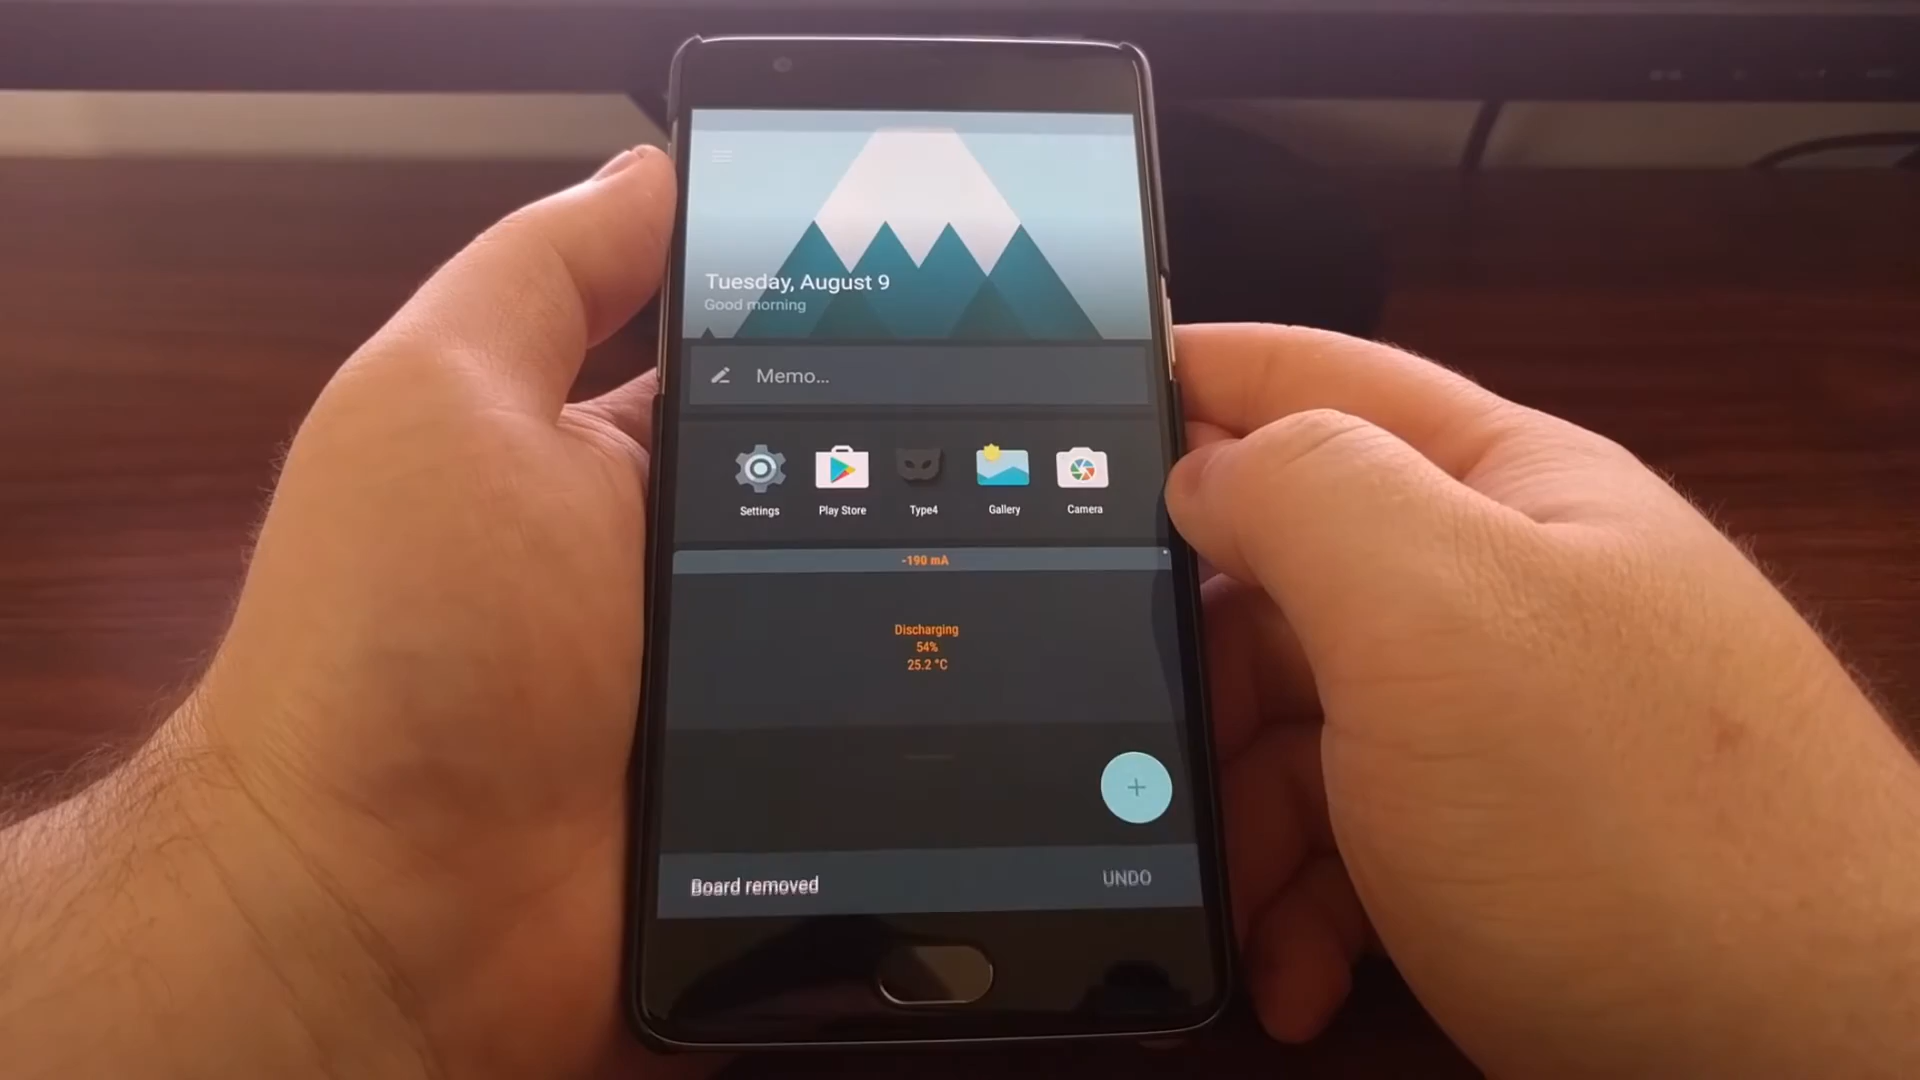 Tuesday, August 9
Good morning
Memo...
Settings
Play Store
Type4
Gallery
Camera
-190 mA
Discharging
54%
25.2 °C
Board removed
UNDO